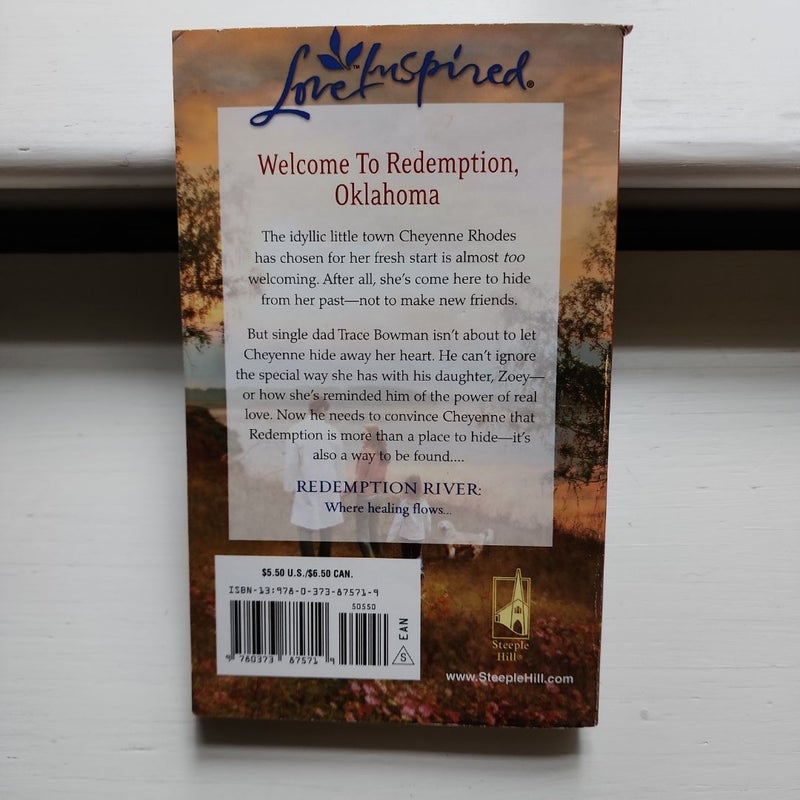 Love Inspired®
Welcome To Redemption,
Oklahoma
The idyllic little town Cheyenne Rhodes
has chosen for her fresh start is almost too
welcoming. After all, she's come here to hide
from her past—not to make new friends.
But single dad Trace Bowman isn't about to let
Cheyenne hide away her heart. He can't ignore
the special way she has with his daughter, Zoey—
or how she's reminded him of the power of real
love. Now he needs to convince Cheyenne that
Redemption is more than a place to hide—it's
also a way to be found....
REDEMPTION RIVER:
Where healing flows...
$5.50 U.S./$6.50 CAN.
ISBN-13:978-0-373-87571-9
50550
EAN
S
9 780373 87571 9
Steeple
Hill®
www.SteepleHill.com